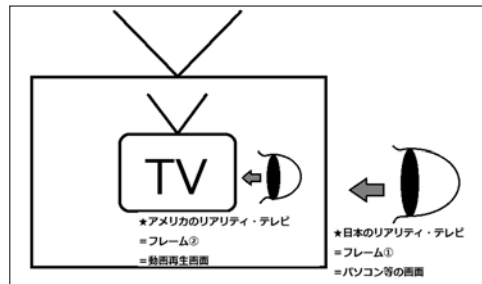 TV
★アメリカのリアリティ・テレビ
＝フレーム②
＝動画再生画面
★日本のリアリティ・テレビ
＝フレーム①
＝パソコン等の画面